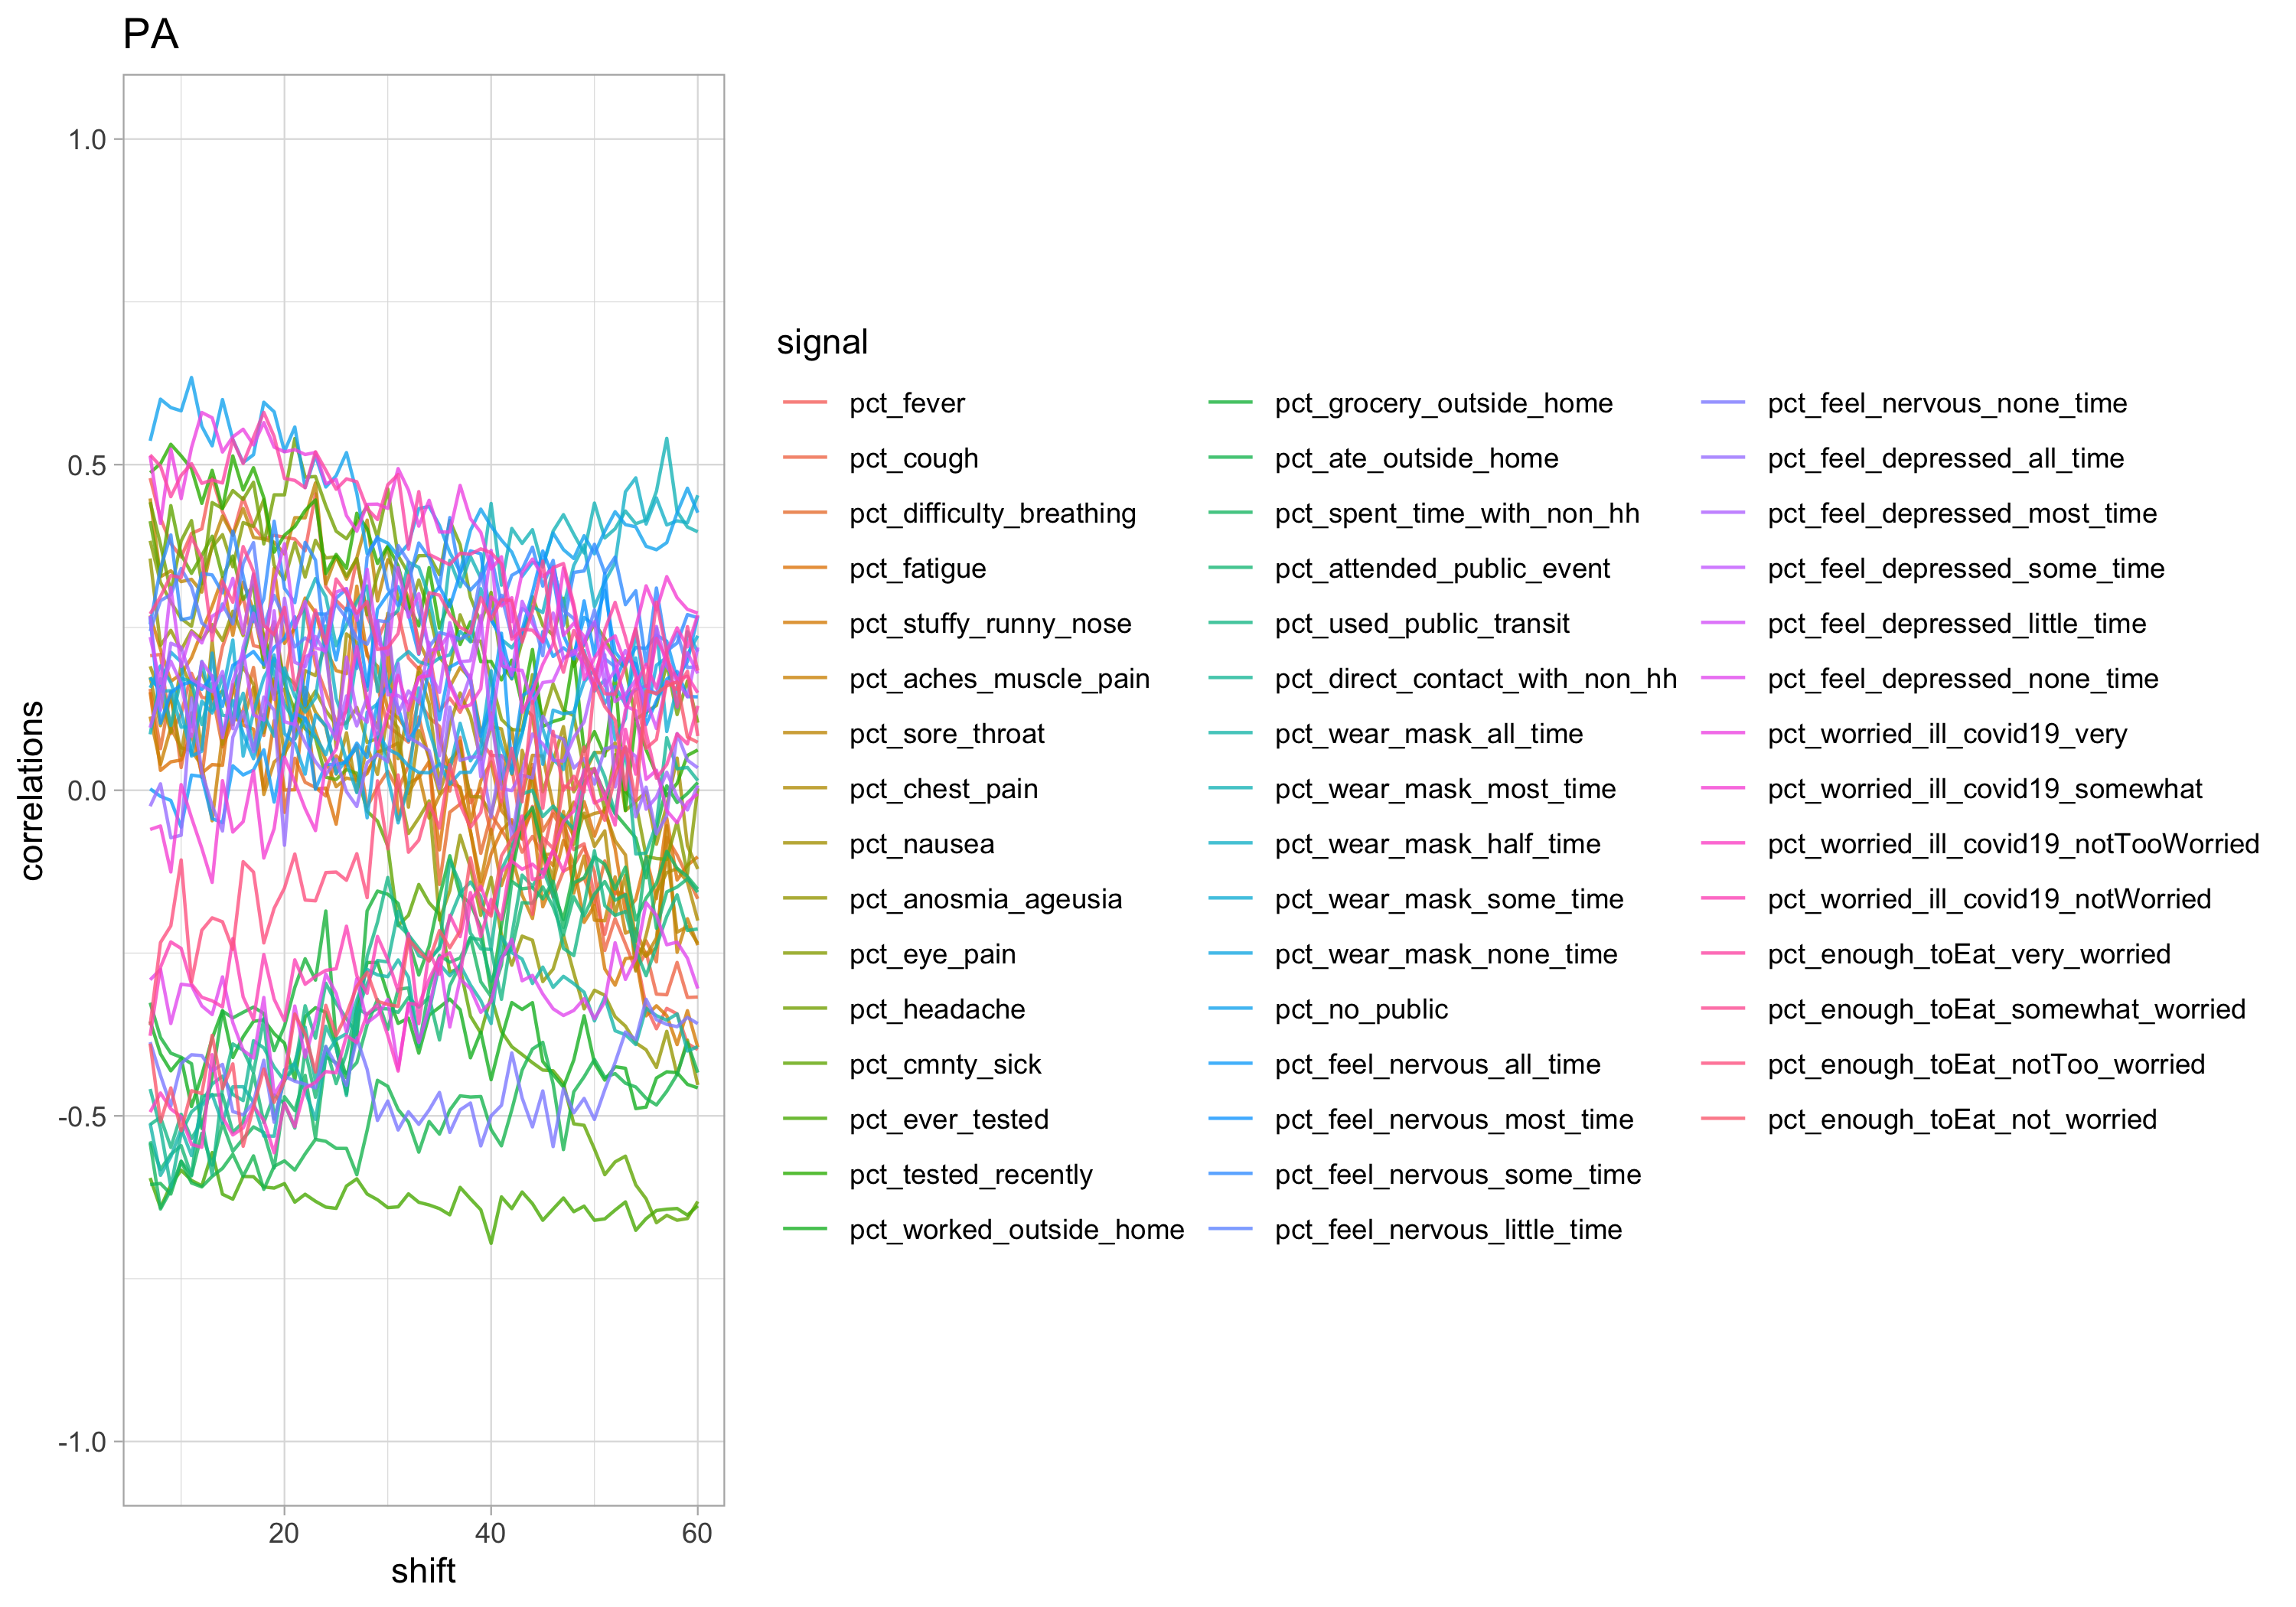 PA
correlations
1.0
0.5
0.0
-0.5
-1.0
20
40
60
shift
signal
pct_fever
pct_cough
pct_difficulty_breathing
pct_fatigue
pct_stuffy_runny_nose
pct_aches_muscle_pain
pct_sore_throat
pct_chest_pain
pct_nausea
pct_anosmia_ageusia
pct_eye_pain
pct_headache
pct_cmnty_sick
pct_ever_tested
pct_tested_recently
pct_worked_outside_home
pct_grocery_outside_home
pct_ate_outside_home
pct_spent_time_with_non_hh
pct_attended_public_event
pct_used_public_transit
pct_direct_contact_with_non_hh
pct_wear_mask_all_time
pct_wear_mask_most_time
pct_wear_mask_half_time
pct_wear_mask_some_time
pct_wear_mask_none_time
pct_no_public
pct_feel_nervous_all_time
pct_feel_nervous_most_time
pct_feel_nervous_some_time
pct_feel_nervous_little_time
pct_feel_nervous_none_time
pct_feel_depressed_all_time
pct_feel_depressed_most_time
pct_feel_depressed_some_time
pct_feel_depressed_little_time
pct_feel_depressed_none_time
pct_worried_ill_covid19_very
pct_worried_ill_covid19_somewhat
pct_worried_ill_covid19_notTooWorried
pct_worried_ill_covid19_notWorried
pct_enough_toEat_very_worried
pct_enough_toEat_somewhat_worried
pct_enough_toEat_notToo_worried
pct_enough_toEat_not_worried